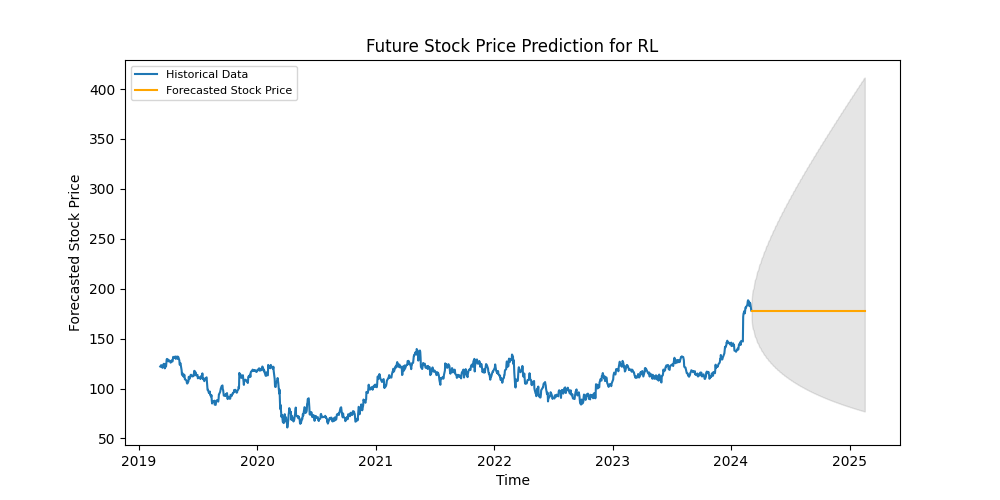 Future Stock Price Prediction for RL
Historical Data
Forecasted Stock Price
400
350
300
250
200
150
100
50
Forecasted Stock Price
2019 2020 2021 2022 2023 2024 2025
Time